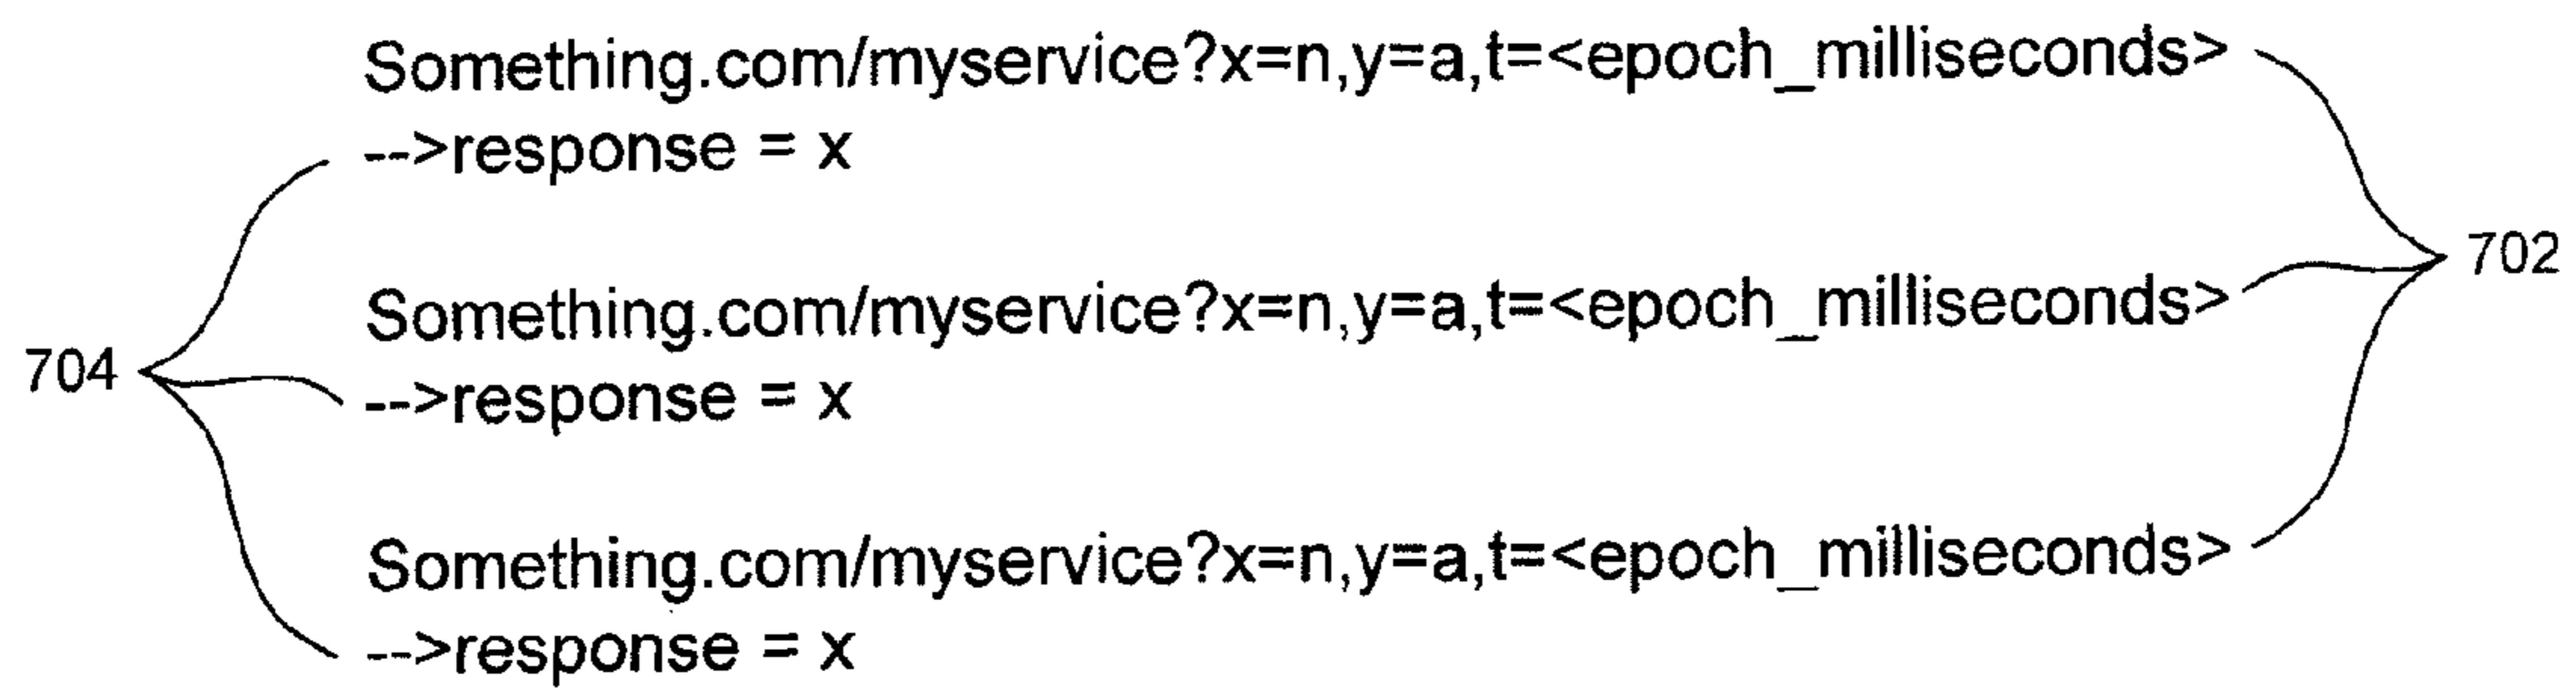 Something.com/myservice?x=n,y=a,t=<epoch_milliseconds>
-->response = x
702
Something.com/myservice?x=n,y=a,t=<epoch_milliseconds>
704
-->response = x
Something.com/myservice?x=n,y=a,t=<epoch_milliseconds>
-->response = x